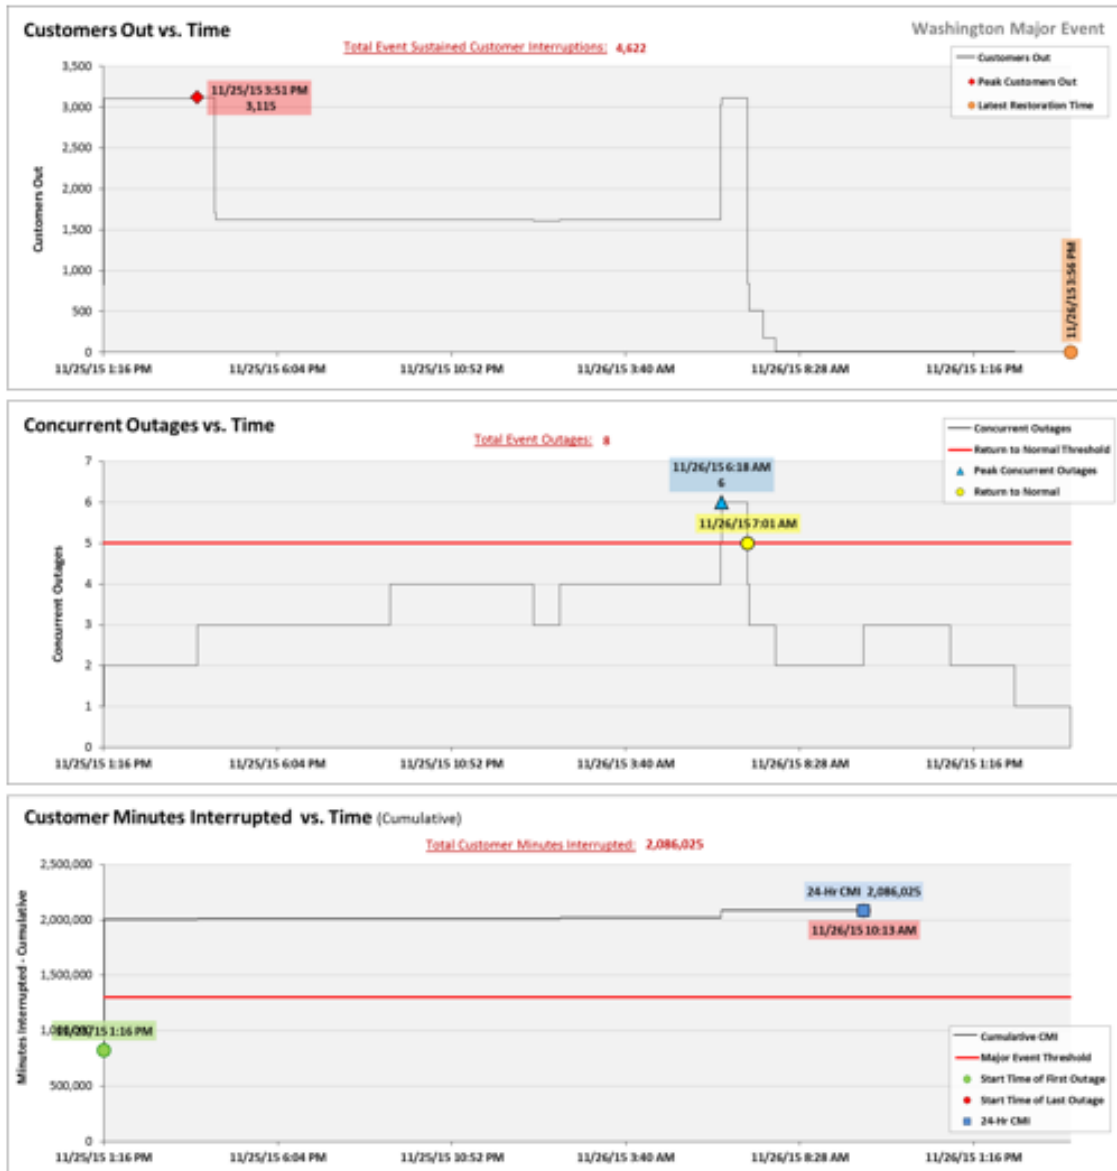 Customers Out vs. Time
Washington Major Event
Total Event Sustained Customer Interruptions: 4,622
Customers Out
Peak Customers Out
Latest Restoration Time
11/25/15 3:51 PM
3,115
3,500
3,000
2,500
2,000
1,500
1,000
500
0
Customers Out
11/26/15 3:56 PM
11/25/15 1:16 PM
11/25/15 6:04 PM
11/25/15 10:52 PM
11/26/15 3:40 AM
11/26/15 8:28 AM
11/26/15 1:16 PM
Concurrent Outages vs. Time
Total Event Outages: 8
Concurrent Outages
Return to Normal Threshold
Peak Concurrent Outages
Return to Normal
11/26/15 6:18 AM
6
11/26/15 7:01 AM
7
6
5
4
3
2
1
0
Concurrent Outages
11/25/15 1:16 PM
11/25/15 6:04 PM
11/25/15 10:52 PM
11/26/15 3:40 AM
11/26/15 8:28 AM
11/26/15 1:16 PM
Customer Minutes Interrupted vs. Time (Cumulative)
Total Customer Minutes Interrupted: 2,086,025
24-Hr CMI 2,086,025
11/26/15 10:13 AM
2,500,000
2,000,000
1,500,000
1,000,000
11/25/15 1:16 PM
500,000
0
Minutes Interrupted - Cumulative
Cumulative CMI
Major Event Threshold
Start Time of First Outage
Start Time of Last Outage
24-Hr CMI
11/25/15 1:16 PM
11/25/15 6:04 PM
11/25/15 10:52 PM
11/26/15 3:40 AM
11/26/15 8:28 AM
11/26/15 1:16 PM